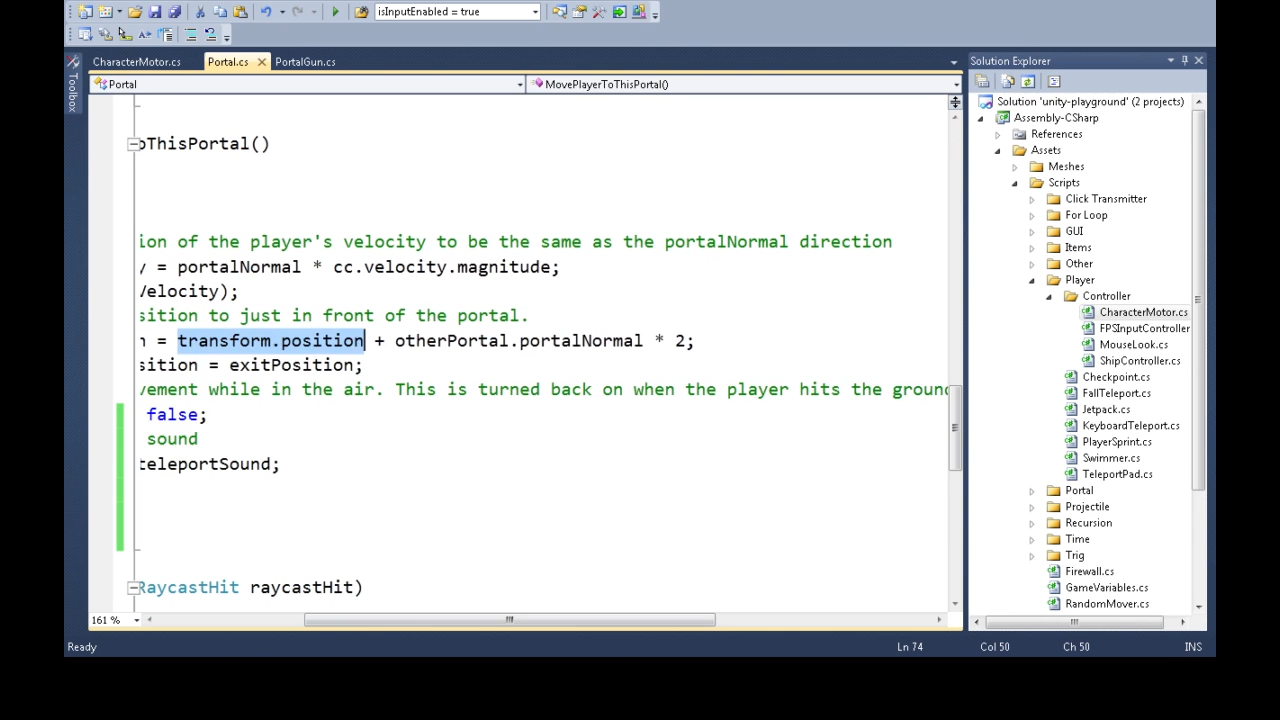 isInputEnabled = true
CharacterMotor.cs
Portal.cs
PortalGun.cs
Solution Explorer
Toolbox
Portal
MovePlayerToThisPortal()
oThisPortal()
ion of the player's velocity to be the same as the portalNormal direction
y = portalNormal * cc.velocity.magnitude;
Velocity);
sition to just in front of the portal.
n = transform.position + otherPortal.portalNormal * 2;
sition = exitPosition;
vement while in the air. This is turned back on when the player hits the ground
false;
sound
teleportSound;
RaycastHit raycastHit)
161 %
Solution 'unity-playground' (2 projects)
Assembly-CSharp
References
Assets
Meshes
Scripts
Click Transmitter
For Loop
GUI
Items
Other
Player
Controller
CharacterMotor.cs
FPSInputController
MouseLook.cs
ShipController.cs
Checkpoint.cs
FallTeleport.cs
Jetpack.cs
KeyboardTeleport.cs
PlayerSprint.cs
Swimmer.cs
TeleportPad.cs
Portal
Projectile
Recursion
Time
Trig
Firewall.cs
GameVariables.cs
RandomMover.cs
Ready
Ln 74
Col 50
Ch 50
INS